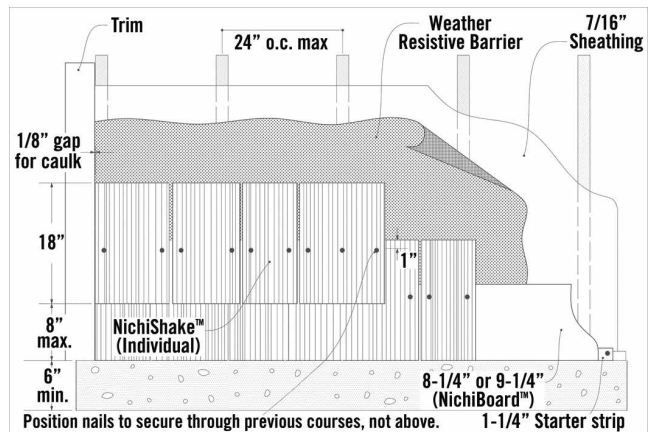 Trim
24” o.c. max
Weather
Resistive Barrier
7/16”
Sheathing
1/8” gap
for caulk
18”
1”
8”
max.
NichiShake™
(Individual)
6”
min.
8-1/4” or 9-1/4”
(NichiBoard™)
Position nails to secure through previous courses, not above.
1-1/4” Starter strip